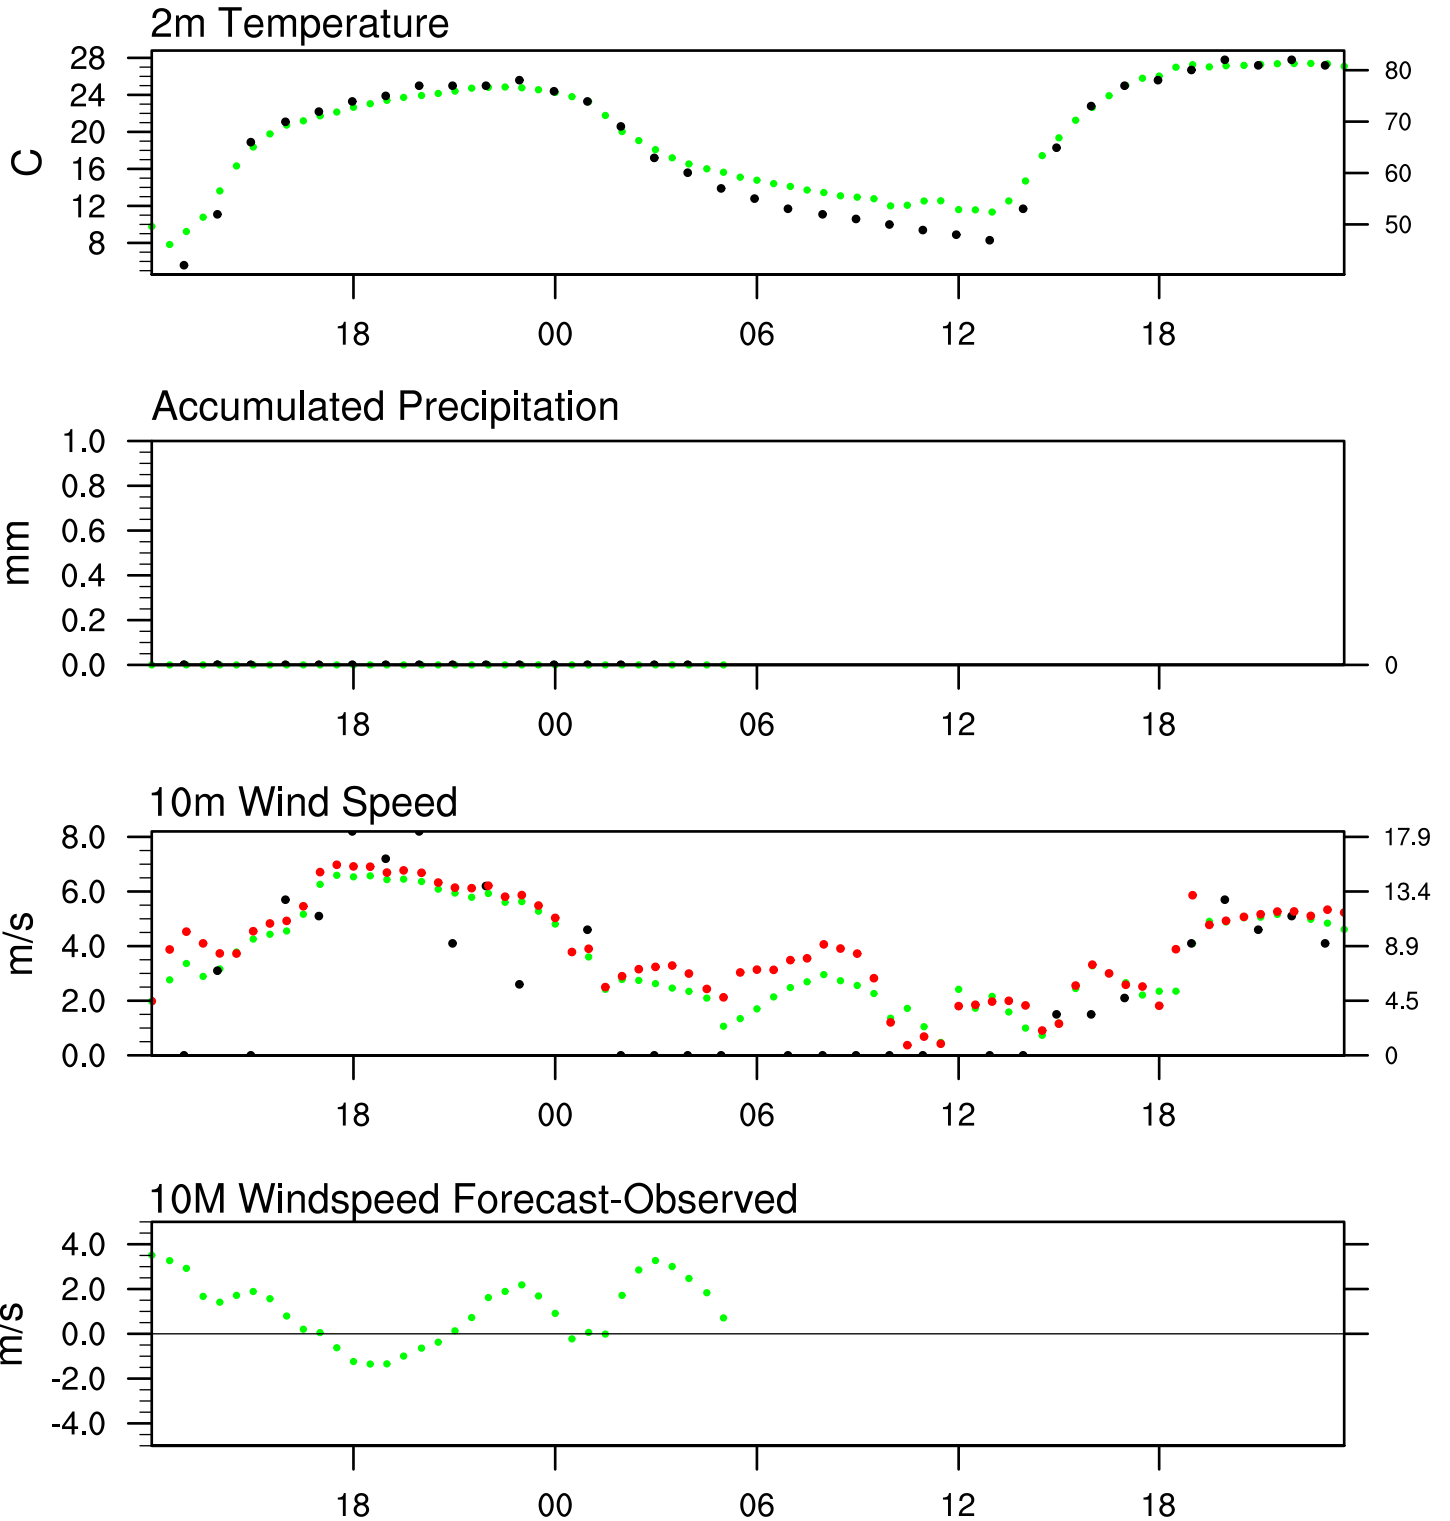 2m Temperature
28
24
20
16
12
8
C
80
70
60
50
18 00 06 12 18
Accumulated Precipitation
1.0
0.8
0.6
0.4
0.2
0.0
mm
0
18 00 06 12 18
10m Wind Speed
8.0
6.0
4.0
2.0
0.0
m/s
17.9
13.4
8.9
4.5
0
18 00 06 12 18
10M Windspeed Forecast-Observed
4.0
2.0
0.0
-2.0
-4.0
m/s
18 00 06 12 18